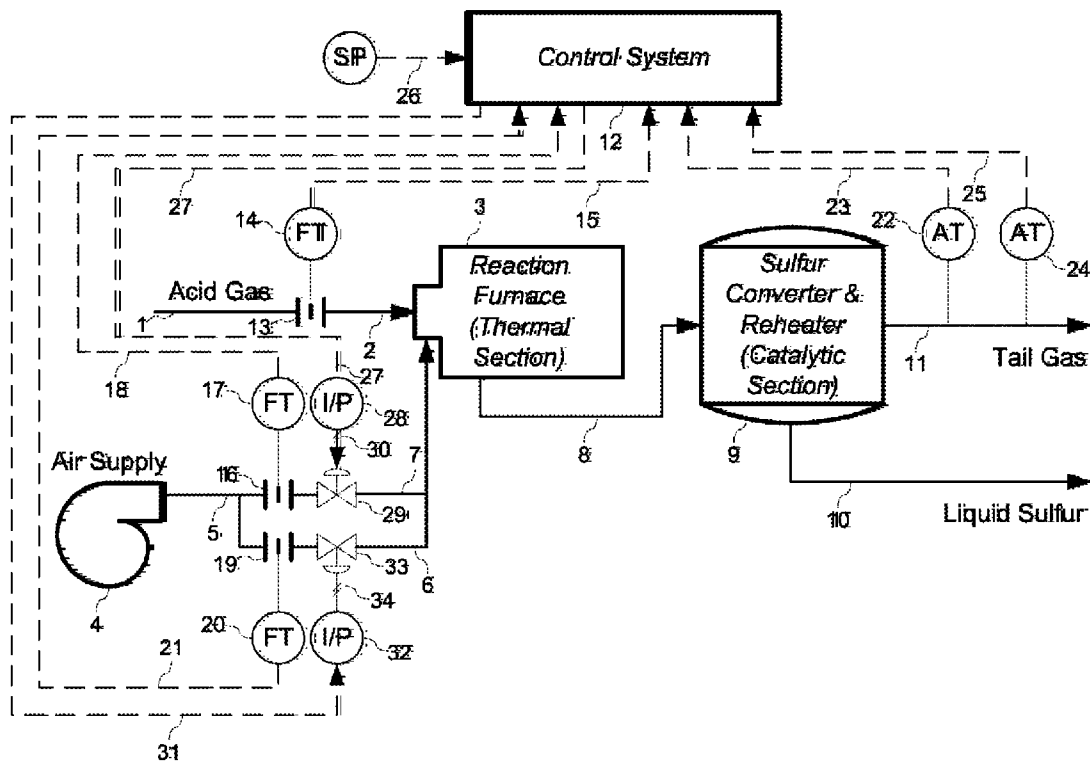 SP
Control System
26
12
27
15
23
25
14
FT
3
22
AT
AT
24
Reaction
Furnace
(Thermal
Section)
Sulfur
Converter &
Reheater
(Catalytic
Section)
Acid Gas
1
13
2
11
Tail Gas
18
17
FT
27
I/P
28
8
9
30
Air Supply
16
7
5
29
10
Liquid Sulfur
19
33
6
4
34
20
FT
I/P
32
21
31